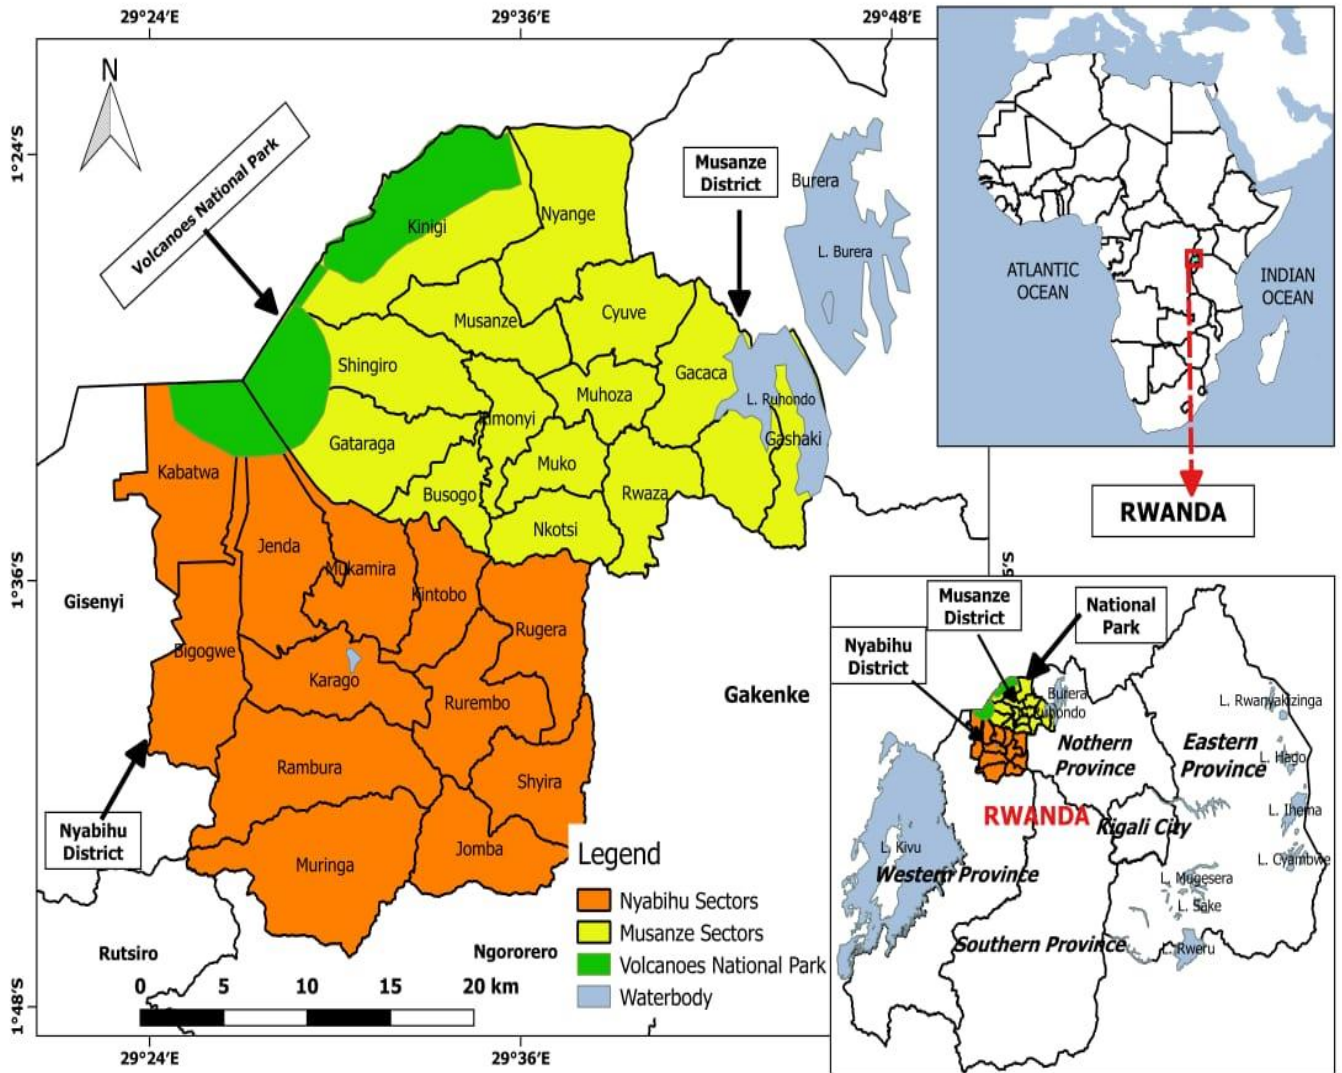 29°24'E
29°36'E
29°48'E
1°24'S
1°36'S
1°48'S
N
Volcanoes National Park
Musanze
District
Burera
L. Burera
Kinigi
Nyange
Musanze
Cyuve
Shingiro
Gacaca
L. Ruhondo
Muhoza
Gashaki
Gataraga
Muko
Busogo
Rwaza
Nkotsi
Kabatwa
Jenda
Mukamira
Kintobo
Gisenyi
Rugera
Bigogwe
Karago
Rurembo
Gakenke
Rambura
Shyira
Nyabihu
District
Muringa
Jomba
Rutsiro
Ngororero
0 5 10 15 20 km
Legend
Nyabihu Sectors
Musanze Sectors
Volcanoes National Park
Waterbody
29°24'E
29°36'E
ATLANTIC
OCEAN
INDIAN
OCEAN
RWANDA
Musanze
District
National
Park
Nyabihu
District
Burera
L. Rwanyakizinga
Nothern
Province
Eastern
Province
L. Hago
RWANDA
Kigali City
L. Ihema
L. Kivu
Western Province
L. Cyambwe
L. Mugesera
L. Sake
Southern Province
L. Rweru